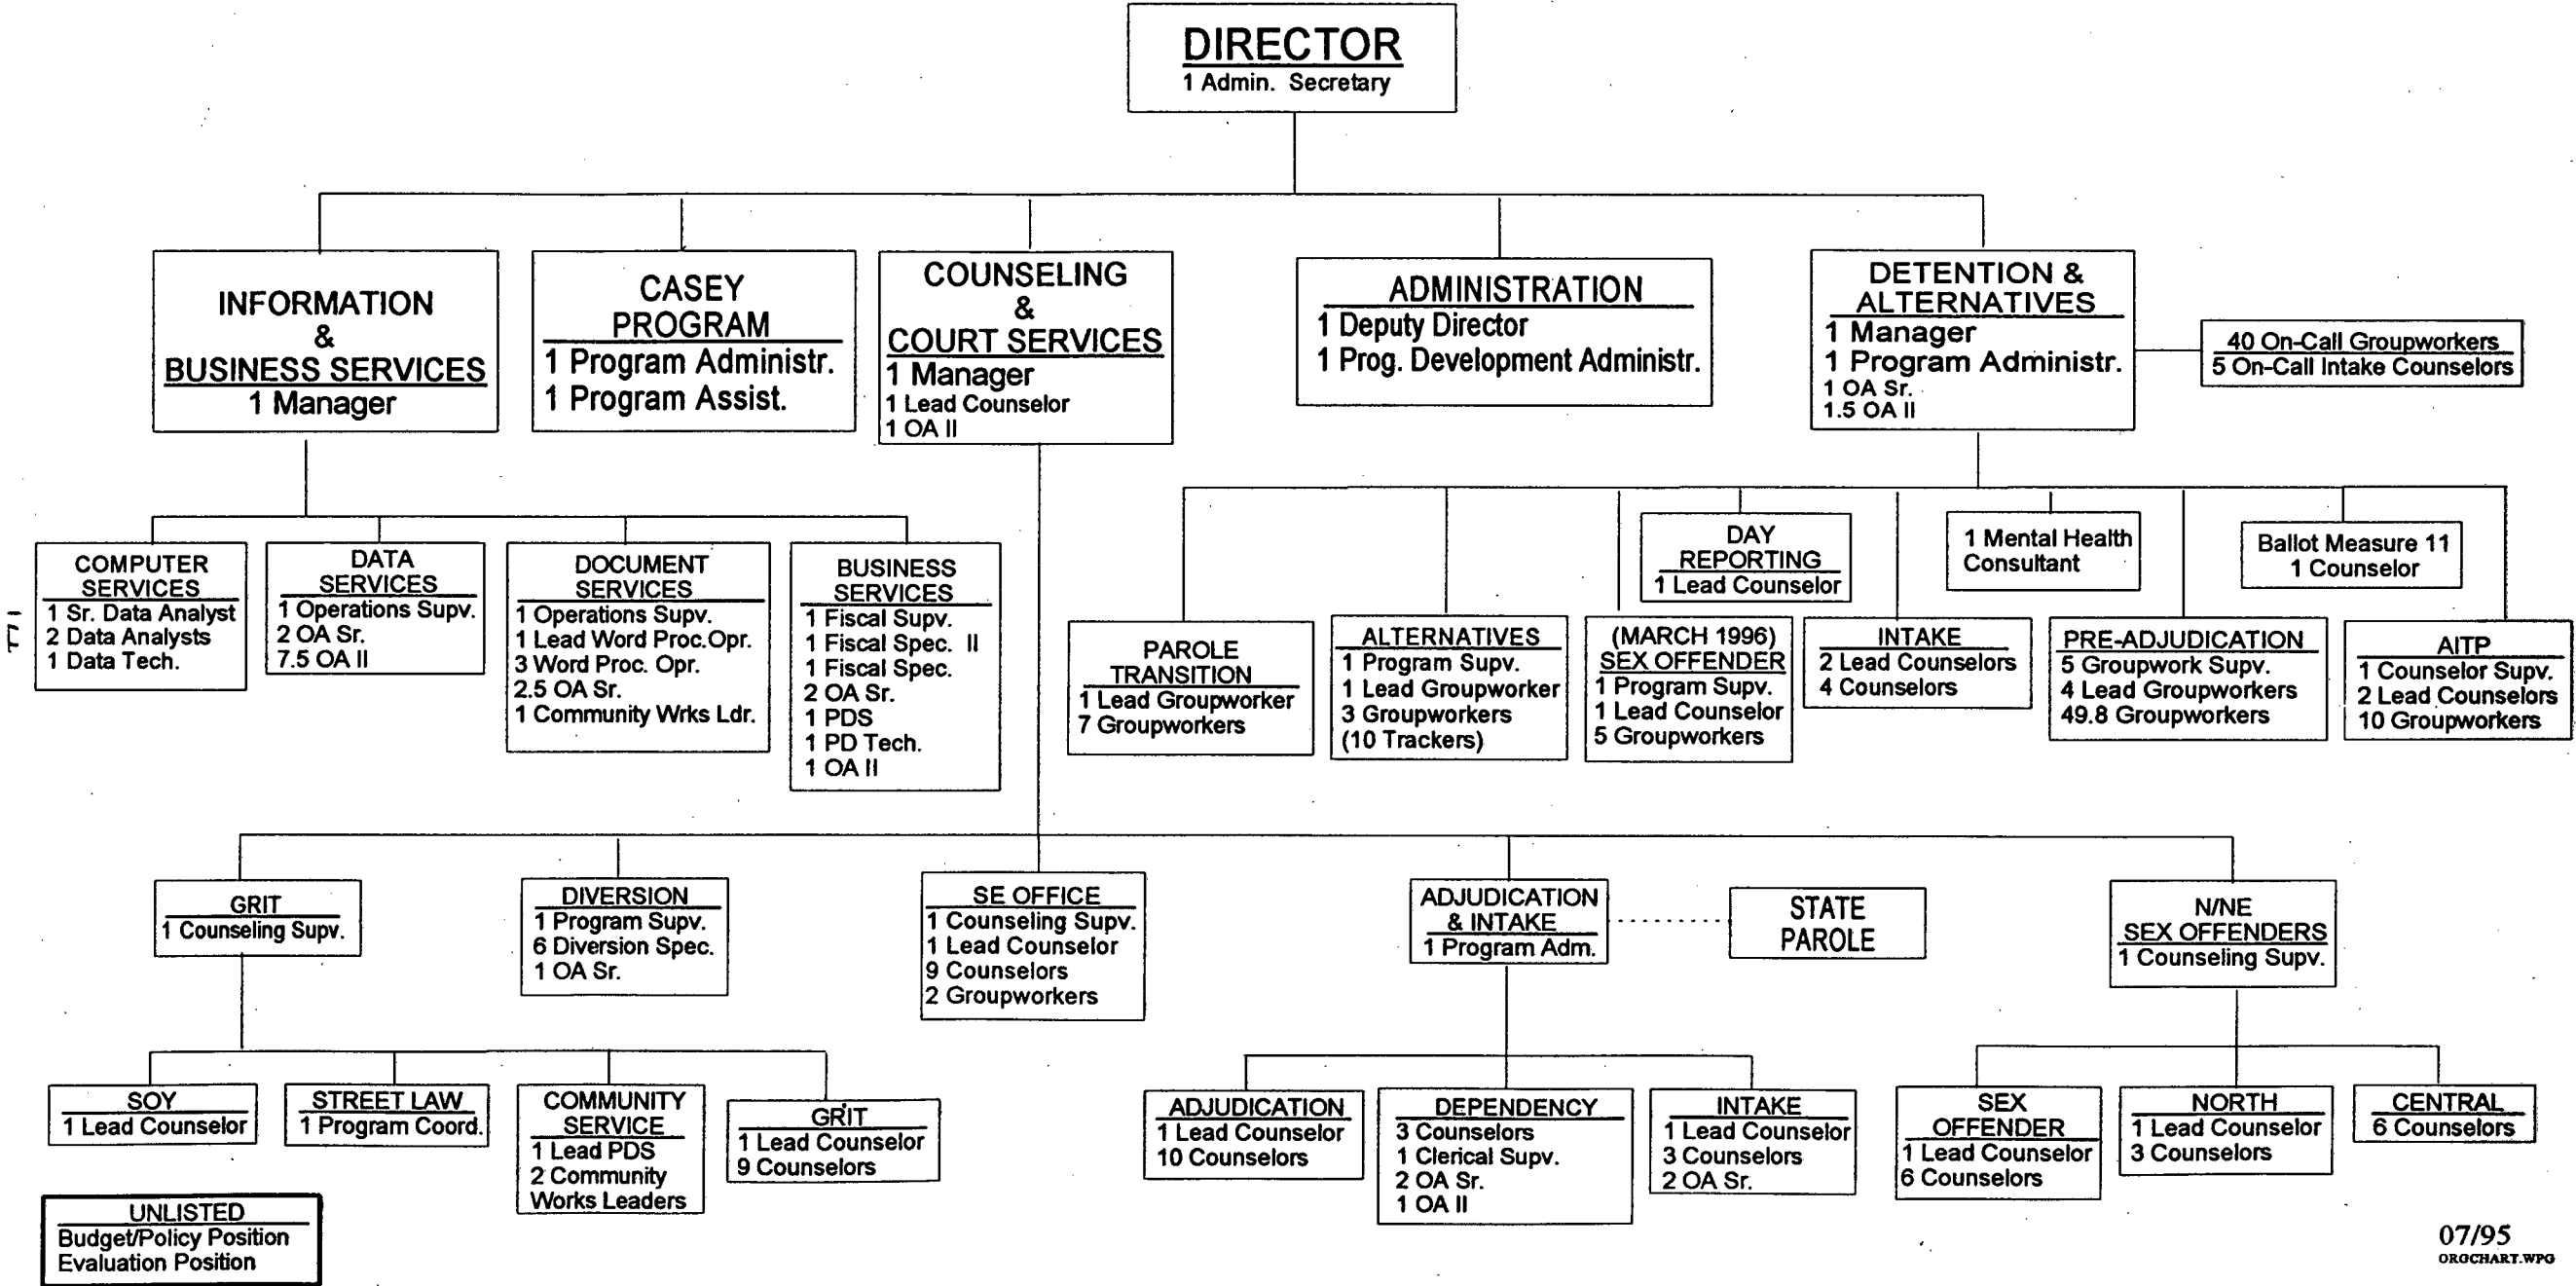 DIRECTOR
1 Admin. Secretary
INFORMATION
&
BUSINESS SERVICES
1 Manager
CASEY
PROGRAM
1 Program Administr.
1 Program Assist.
COUNSELING
&
COURT SERVICES
1 Manager
1 Lead Counselor
1 OA II
ADMINISTRATION
1 Deputy Director
1 Prog. Development Administr.
DETENTION &
ALTERNATIVES
1 Manager
1 Program Administr.
1 OA Sr.
1.5 OA II
40 On-Call Groupworkers
5 On-Call Intake Counselors
COMPUTER
SERVICES
1 Sr. Data Analyst
2 Data Analysts
1 Data Tech.
DATA
SERVICES
1 Operations Supv.
2 OA Sr.
7.5 OA II
DOCUMENT
SERVICES
1 Operations Supv.
1 Lead Word Proc.Opr.
3 Word Proc. Opr.
2.5 OA Sr.
1 Community Wrks Ldr.
BUSINESS
SERVICES
1 Fiscal Supv.
1 Fiscal Spec. II
1 Fiscal Spec.
2 OA Sr.
1 PDS
1 PD Tech.
1 OA II
PAROLE
TRANSITION
1 Lead Groupworker
7 Groupworkers
ALTERNATIVES
1 Program Supv.
1 Lead Groupworker
3 Groupworkers
(10 Trackers)
DAY
REPORTING
1 Lead Counselor
(MARCH 1996)
SEX OFFENDER
1 Program Supv.
1 Lead Counselor
5 Groupworkers
INTAKE
2 Lead Counselors
4 Counselors
1 Mental Health
Consultant
PRE-ADJUDICATION
5 Groupwork Supv.
4 Lead Groupworkers
49.8 Groupworkers
Ballot Measure 11
1 Counselor
AITP
1 Counselor Supv.
2 Lead Counselors
10 Groupworkers
GRIT
1 Counseling Supv.
DIVERSION
1 Program Supv.
6 Diversion Spec.
1 OA Sr.
SE OFFICE
1 Counseling Supv.
1 Lead Counselor
9 Counselors
2 Groupworkers
ADJUDICATION
& INTAKE
1 Program Adm.
STATE
PAROLE
N/NE
SEX OFFENDERS
1 Counseling Supv.
SOY
1 Lead Counselor
STREET LAW
1 Program Coord.
COMMUNITY
SERVICE
1 Lead PDS
2 Community
Works Leaders
GRIT
1 Lead Counselor
9 Counselors
ADJUDICATION
1 Lead Counselor
10 Counselors
DEPENDENCY
3 Counselors
1 Clerical Supv.
2 OA Sr.
1 OA II
INTAKE
1 Lead Counselor
3 Counselors
2 OA Sr.
SEX
OFFENDER
1 Lead Counselor
6 Counselors
NORTH
1 Lead Counselor
3 Counselors
CENTRAL
6 Counselors
UNLISTED
Budget/Policy Position
Evaluation Position
07/95
ORGCHART.WPG